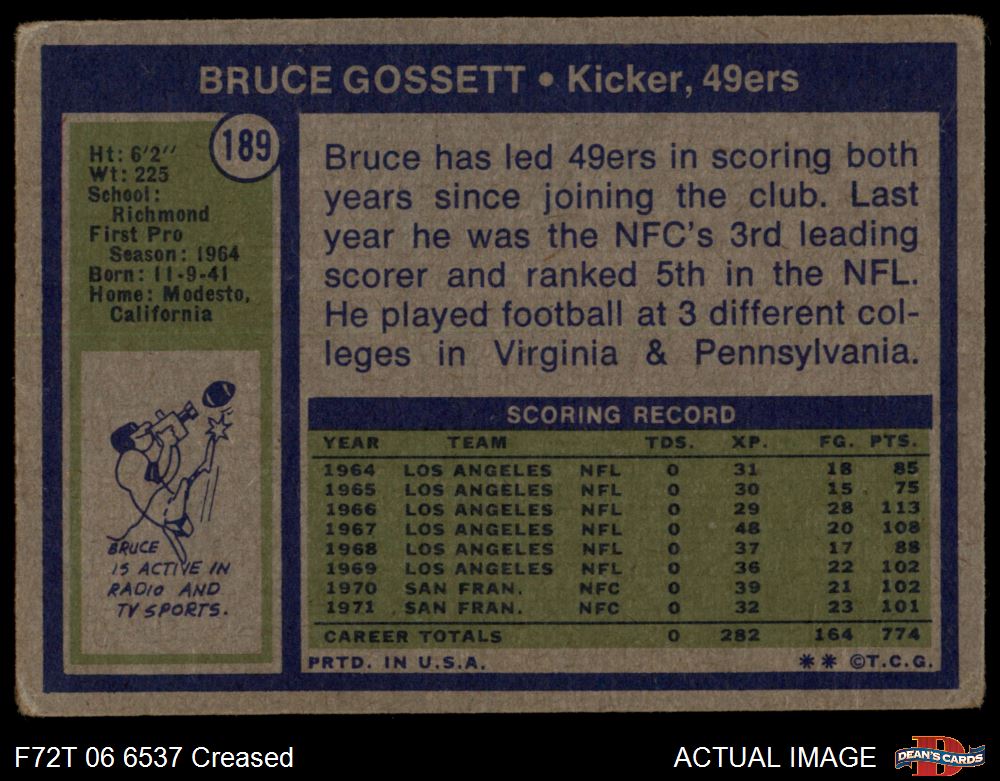 BRUCE GOSSETT • Kicker, 49ers
189
Ht: 6'2''
Wt: 225
School:
Richmond
First Pro
Season: 1964
Born: 11-9-41
Home: Modesto,
California
BRUCE
IS ACTIVE IN
RADIO AND
TV SPORTS.
Bruce has led 49ers in scoring both
years since joining the club. Last
year he was the NFC's 3rd leading
scorer and ranked 5th in the NFL.
He played football at 3 different col-
leges in Virginia & Pennsylvania.
SCORING RECORD
YEAR TEAM TDS. XP. FG. PTS.
1964 LOS ANGELES NFL 0 31 18 85
1965 LOS ANGELES NFL 0 30 15 75
1966 LOS ANGELES NFL 0 29 28 113
1967 LOS ANGELES NFL 0 48 20 108
1968 LOS ANGELES NFL 0 37 17 88
1969 LOS ANGELES NFL 0 36 22 102
1970 SAN FRAN. NFC 0 39 21 102
1971 SAN FRAN. NFC 0 32 23 101
CAREER TOTALS 0 282 164 774
PRTD. IN U.S.A. ** ©T.C.G.
F72T 06 6537 Creased ACTUAL IMAGE
D
DEAN'S CARDS